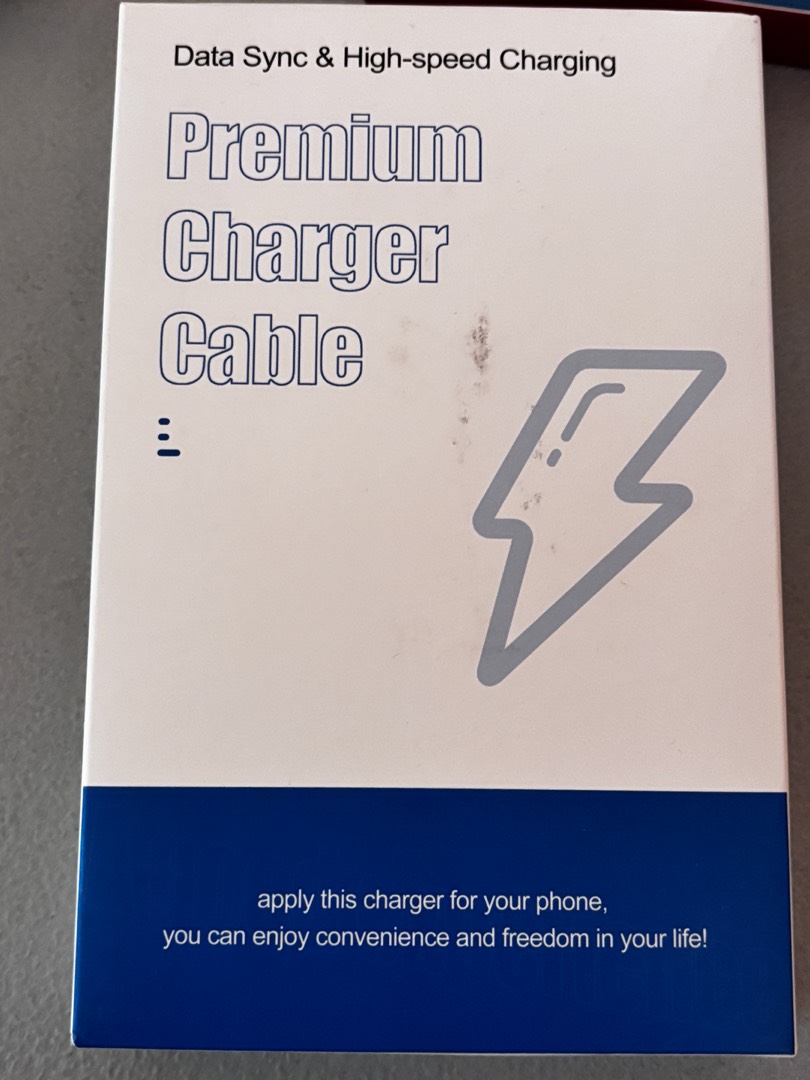 Data Sync & High-speed Charging
Premium
Charger
Cable
apply this charger for your phone,
you can enjoy convenience and freedom in your life!